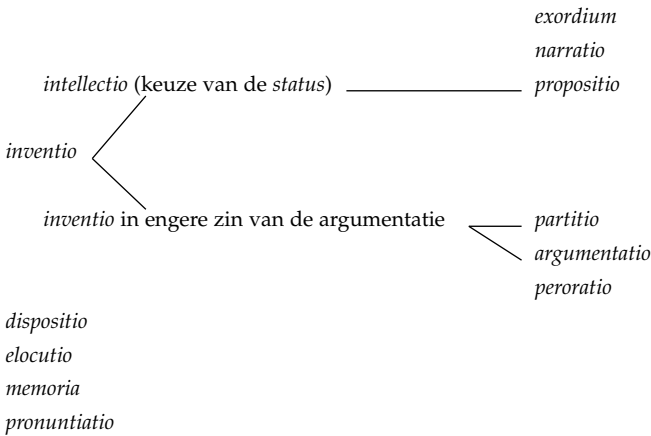 exordium
narratio
intellectio (keuze van de status) propositio
inventio
inventio in engere zin van de argumentatie partitio
argumentatio
peroratio
dispositio
elocutio
memoria
pronuntiatio